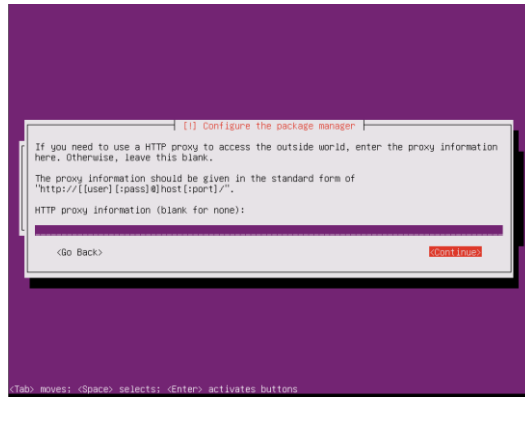 [!] Configure the package manager
If you need to use a HTTP proxy to access the outside world, enter the proxy information
here. Otherwise, leave this blank.
The proxy information should be given in the standard form of
"http://[[user][:pass]@]host[:port]/".
HTTP proxy information (blank for none):
<Go Back> <Continue>
<Tab> moves; <Space> selects; <Enter> activates buttons